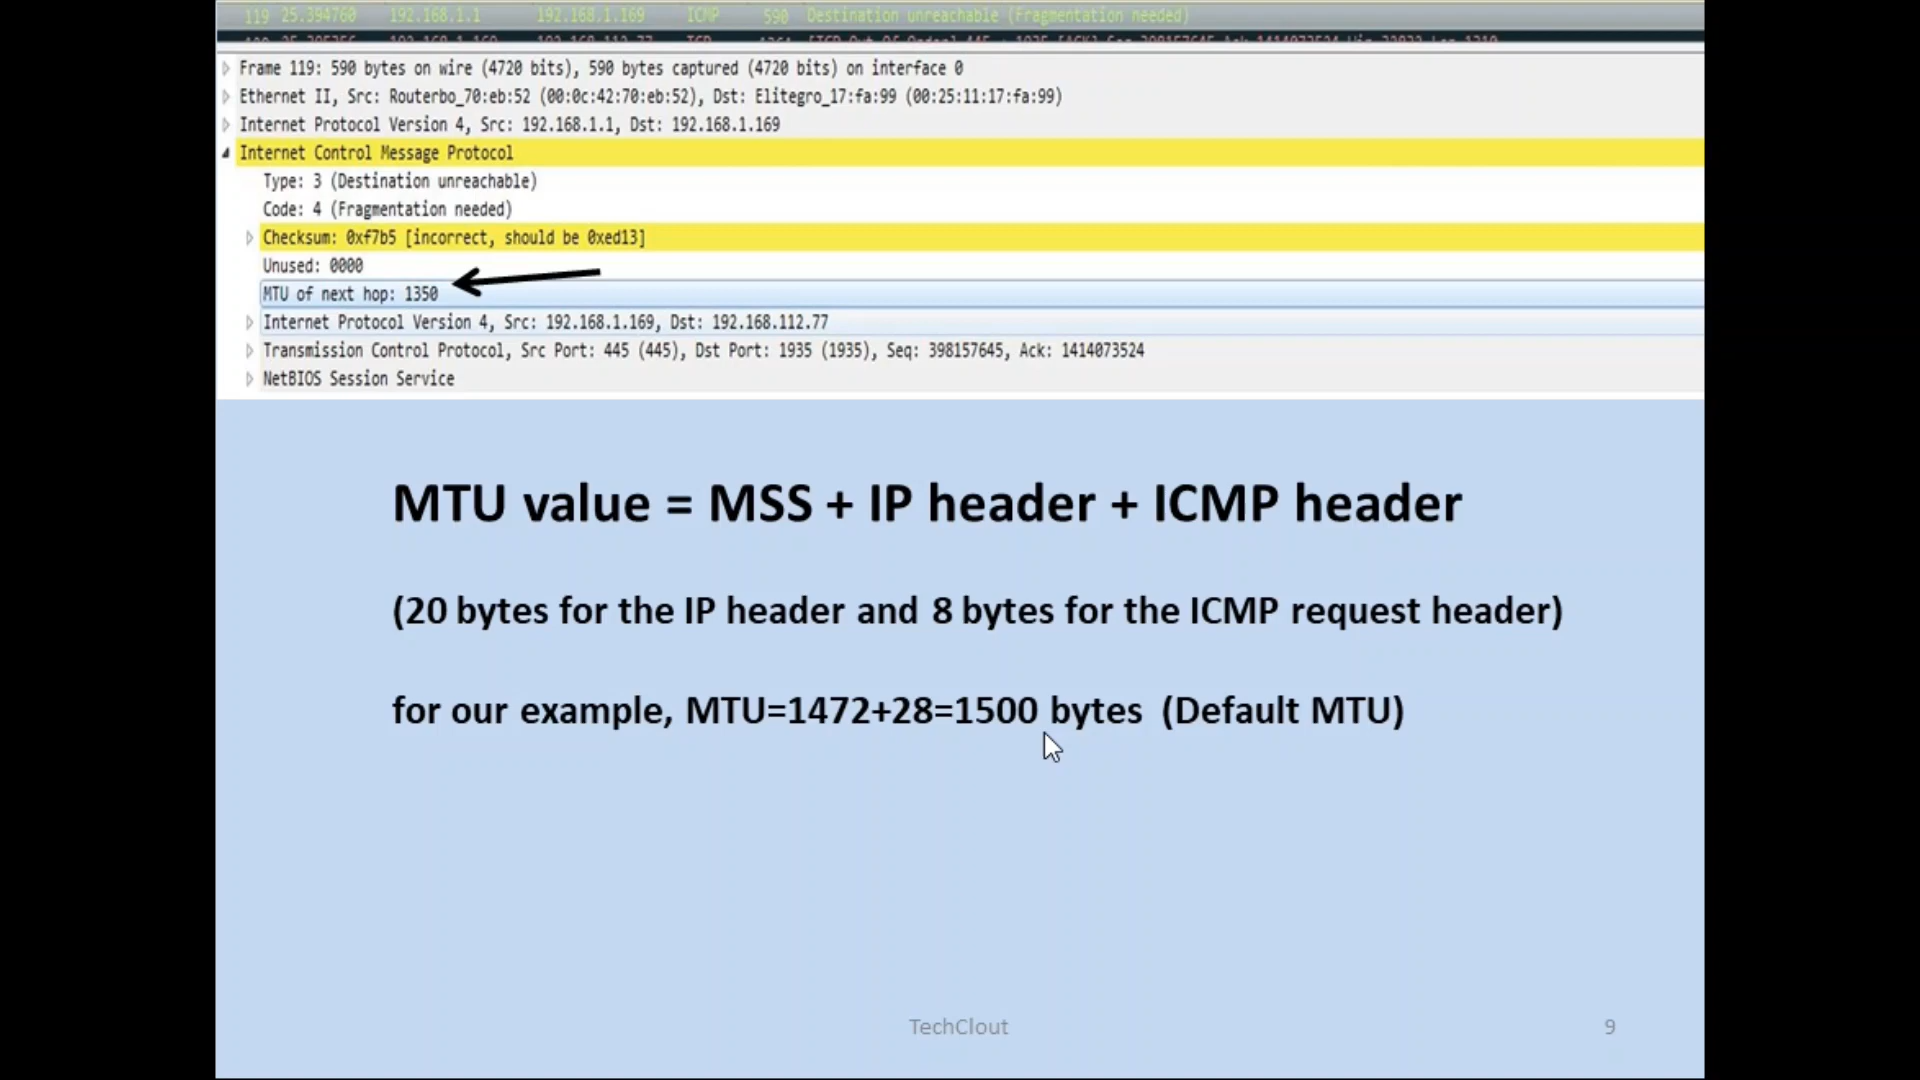 119 25.394760 192.168.1.1 192.168.1.169 ICMP 590 Destination unreachable (Fragmentation needed)
Frame 119: 590 bytes on wire (4720 bits), 590 bytes captured (4720 bits) on interface 0
Ethernet II, Src: Routerbo_70:eb:52 (00:0c:42:70:eb:52), Dst: Elitegro_17:fa:99 (00:25:11:17:fa:99)
Internet Protocol Version 4, Src: 192.168.1.1, Dst: 192.168.1.169
Internet Control Message Protocol
Type: 3 (Destination unreachable)
Code: 4 (Fragmentation needed)
Checksum: 0xf7b5 [incorrect, should be 0xed13]
Unused: 0000
MTU of next hop: 1350
Internet Protocol Version 4, Src: 192.168.1.169, Dst: 192.168.112.77
Transmission Control Protocol, Src Port: 445 (445), Dst Port: 1935 (1935), Seq: 398157645, Ack: 1414073524
NetBIOS Session Service
MTU value = MSS + IP header + ICMP header
(20 bytes for the IP header and 8 bytes for the ICMP request header)
for our example, MTU=1472+28=1500 bytes (Default MTU)
TechClout
9